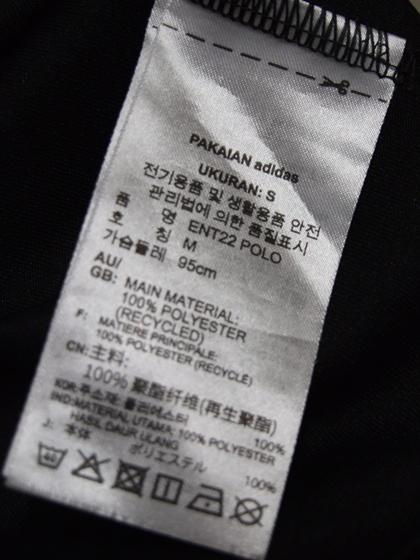 PAKAIAN adidas
UKURAN: S
전기용품 및 생활용품 안전
관리법에 의한 품질표시
품 명 ENT22 POLO
호 칭 M
가슴둘레 95cm
AU/
GB: MAIN MATERIAL:
100% POLYESTER
(RECYCLED)
F: MATIERE PRINCIPALE:
100% POLYESTER (RECYCLÉ)
CN: 主料:
100% 聚酯纤维(再生聚酯)
KOR: 주소재: 폴리에스터 100%
IND: MATERIAL UTAMA: 100% POLYESTER
HASIL DAUR ULANG
J: 本体
ポリエステル 100%